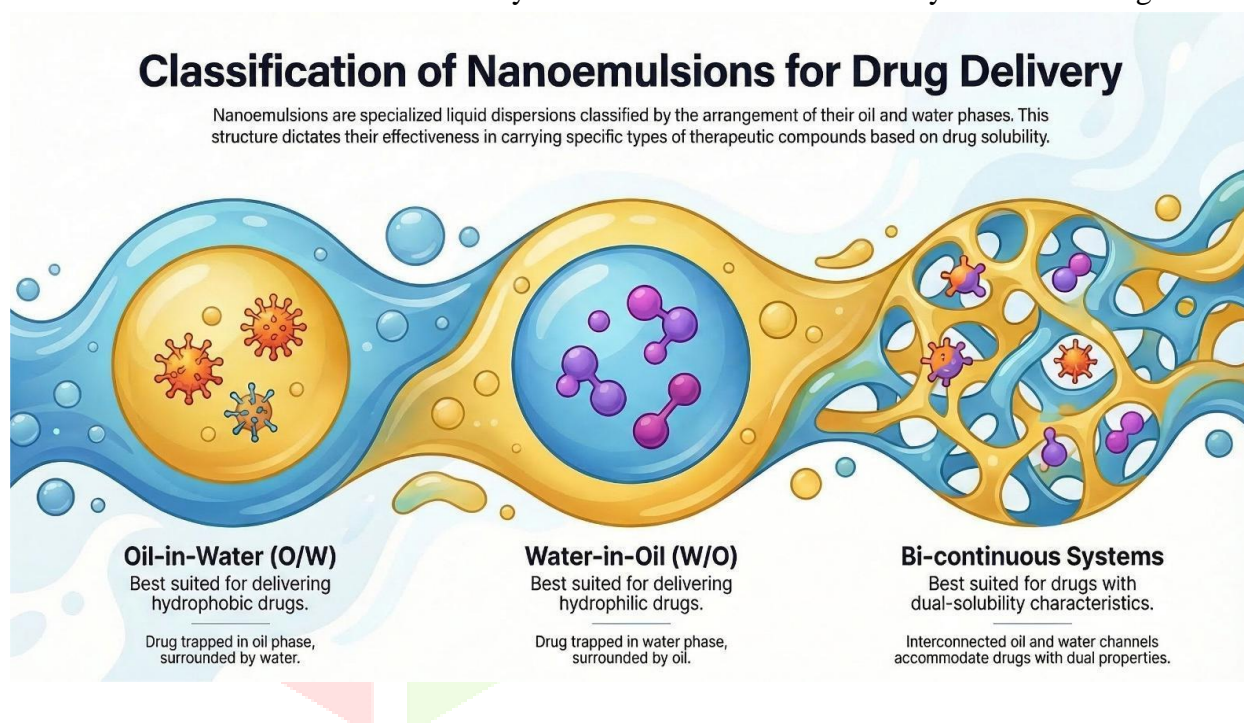 Classification of Nanoemulsions for Drug Delivery
Nanoemulsions are specialized liquid dispersions classified by the arrangement of their oil and water phases. This
structure dictates their effectiveness in carrying specific types of therapeutic compounds based on drug solubility.
Oil-in-Water (O/W)
Best suited for delivering
hydrophobic drugs.
Drug trapped in oil phase,
surrounded by water.
Water-in-Oil (W/O)
Best suited for delivering
hydrophilic drugs.
Drug trapped in water phase,
surrounded by oil.
Bi-continuous Systems
Best suited for drugs with
dual-solubility characteristics.
Interconnected oil and water channels
accommodate drugs with dual properties.